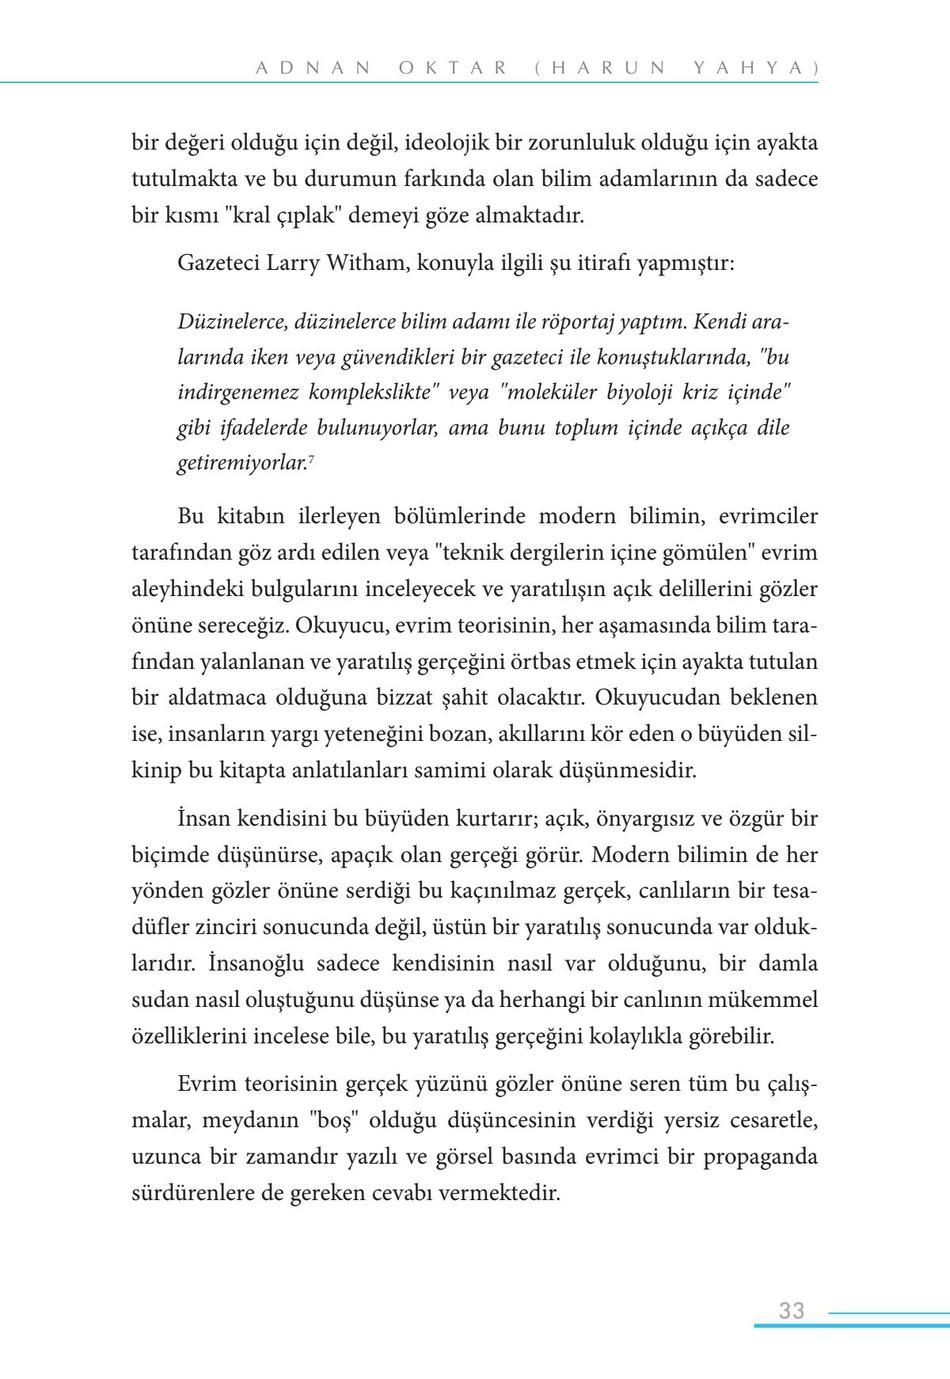 ADNAN OKTAR (HARUN YAHYA)
bir değeri olduğu için değil, ideolojik bir zorunluluk olduğu için ayakta
tutulmakta ve bu durumun farkında olan bilim adamlarının da sadece
bir kısmı "kral çıplak" demeyi göze almaktadır.
Gazeteci Larry Witham, konuyla ilgili şu itirafı yapmıştır:
Düzinelerce, düzinelerce bilim adamı ile röportaj yaptım. Kendi ara-
larında iken veya güvendikleri bir gazeteci ile konuştuklarında, "bu
indirgenemez komplekslikte" veya "moleküler biyoloji kriz içinde"
gibi ifadelerde bulunuyorlar, ama bunu toplum içinde açıkça dile
getiremiyorlar.⁷
Bu kitabın ilerleyen bölümlerinde modern bilimin, evrimciler
tarafından göz ardı edilen veya "teknik dergilerin içine gömülen" evrim
aleyhindeki bulgularını inceleyecek ve yaratılışın açık delillerini gözler
önüne sereceğiz. Okuyucu, evrim teorisinin, her aşamasında bilim tara-
fından yalanlanan ve yaratılış gerçeğini örtbas etmek için ayakta tutulan
bir aldatmaca olduğuna bizzat şahit olacaktır. Okuyucudan beklenen
ise, insanların yargı yeteneğini bozan, akıllarını kör eden o büyüden sil-
kinip bu kitapta anlatılanları samimi olarak düşünmesidir.
İnsan kendisini bu büyüden kurtarır; açık, önyargısız ve özgür bir
biçimde düşünürse, apaçık olan gerçeği görür. Modern bilimin de her
yönden gözler önüne serdiği bu kaçınılmaz gerçek, canlıların bir tesa-
düfler zinciri sonucunda değil, üstün bir yaratılış sonucunda var olduk-
larıdır. İnsanoğlu sadece kendisinin nasıl var olduğunu, bir damla
sudan nasıl oluştuğunu düşünse ya da herhangi bir canlının mükemmel
özelliklerini incelese bile, bu yaratılış gerçeğini kolaylıkla görebilir.
Evrim teorisinin gerçek yüzünü gözler önüne seren tüm bu çalış-
malar, meydanın "boş" olduğu düşüncesinin verdiği yersiz cesaretle,
uzunca bir zamandır yazılı ve görsel basında evrimci bir propaganda
sürdürenlere de gereken cevabı vermektedir.
33